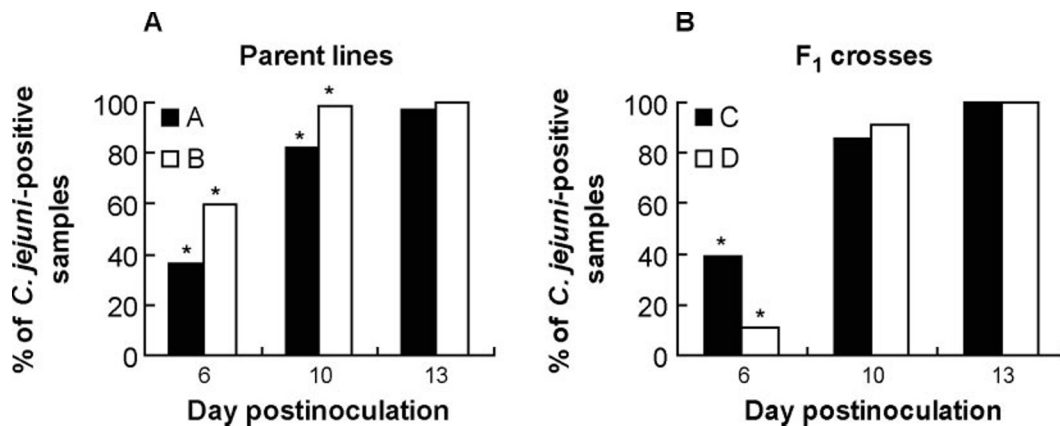 A
Parent lines
% of C. jejuni-positive
samples
100
80
60
40
20
0
A
B
*
*
*
*
6
10
13
Day postinoculation
B
F₁ crosses
% of C. jejuni-positive
samples
100
80
60
40
20
0
C
D
*
*
6
10
13
Day postinoculation